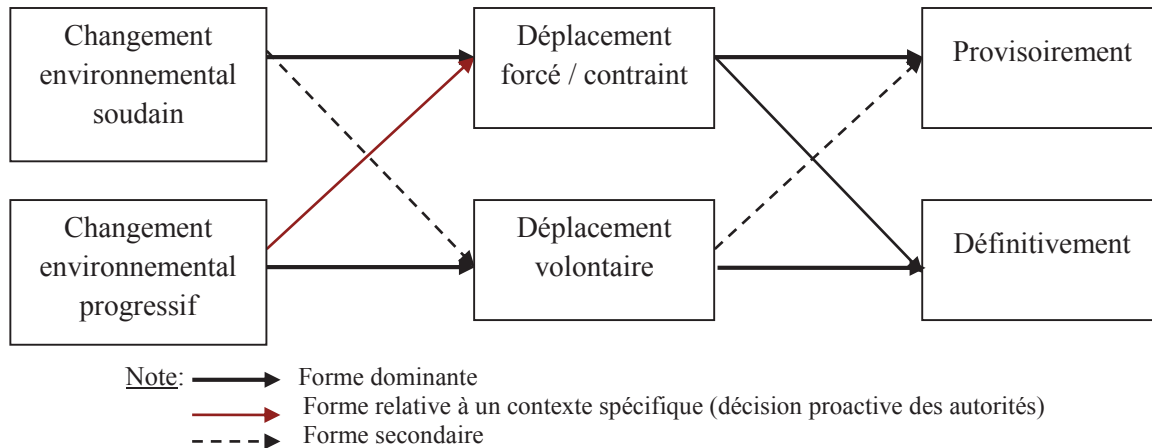 Changement
environnemental
soudain
Déplacement
forcé / contraint
Provisoirement
Changement
environnemental
progressif
Déplacement
volontaire
Définitivement
Note:
Forme dominante
Forme relative à un contexte spécifique (décision proactive des autorités)
Forme secondaire